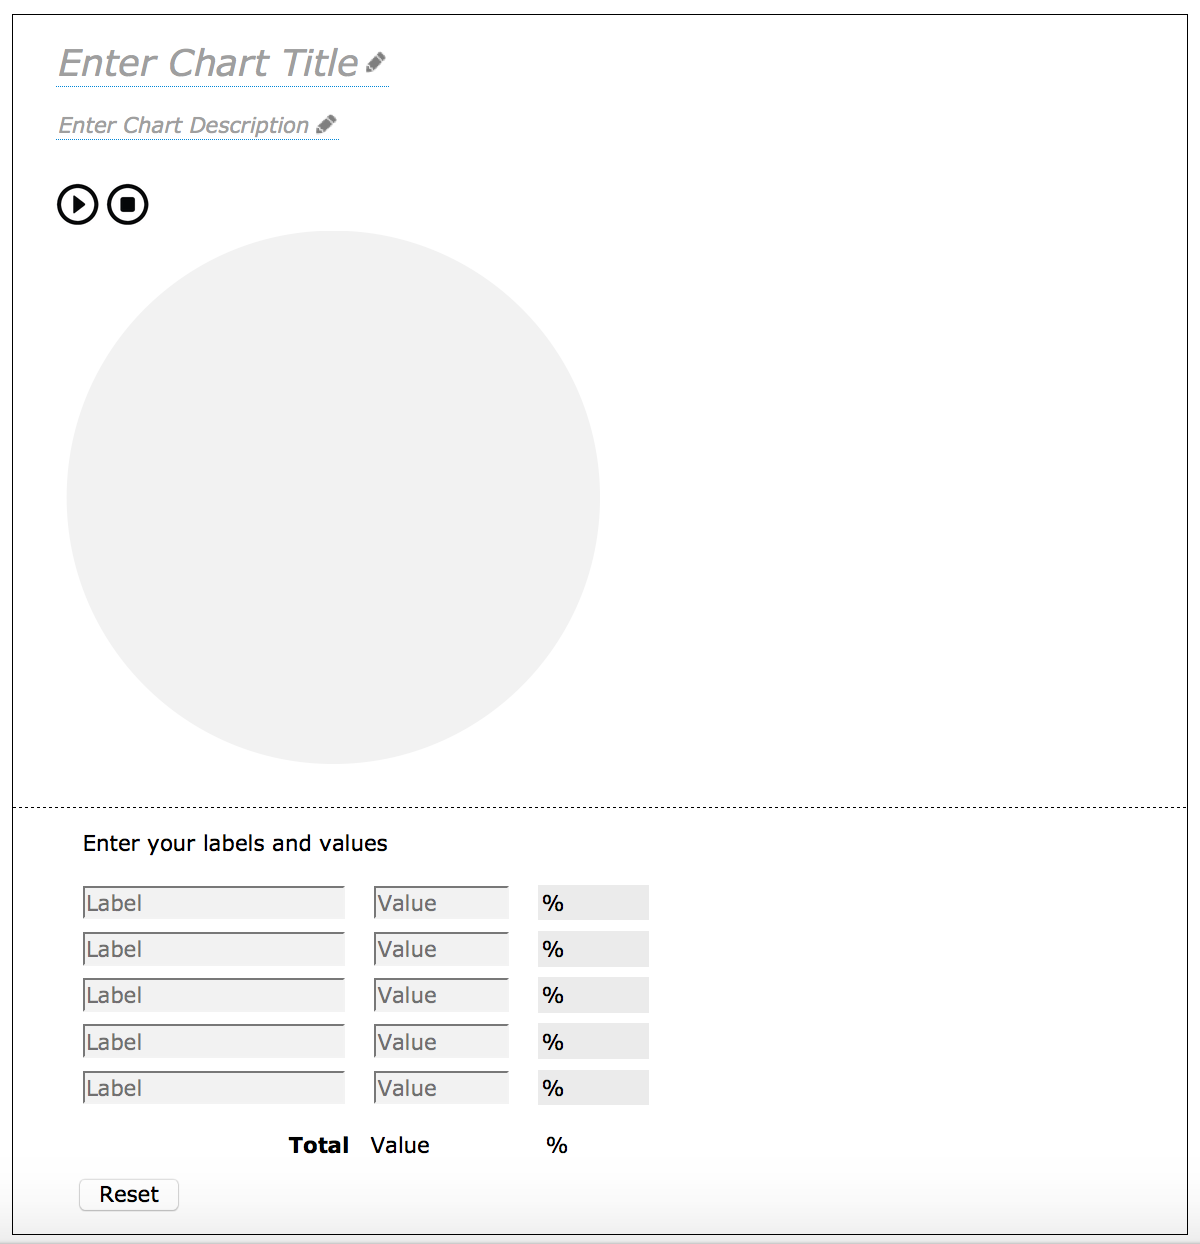 Enter Chart Title
Enter Chart Description
Enter your labels and values
Label Value %
Label Value %
Label Value %
Label Value %
Label Value %
Total Value %
Reset